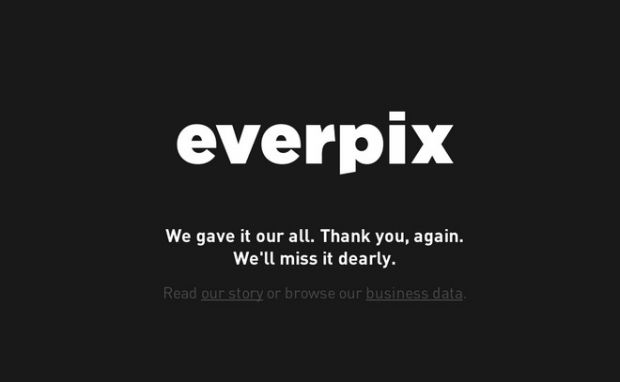 everpix
We gave it our all. Thank you, again.
We'll miss it dearly.
Read our story or browse our business data.